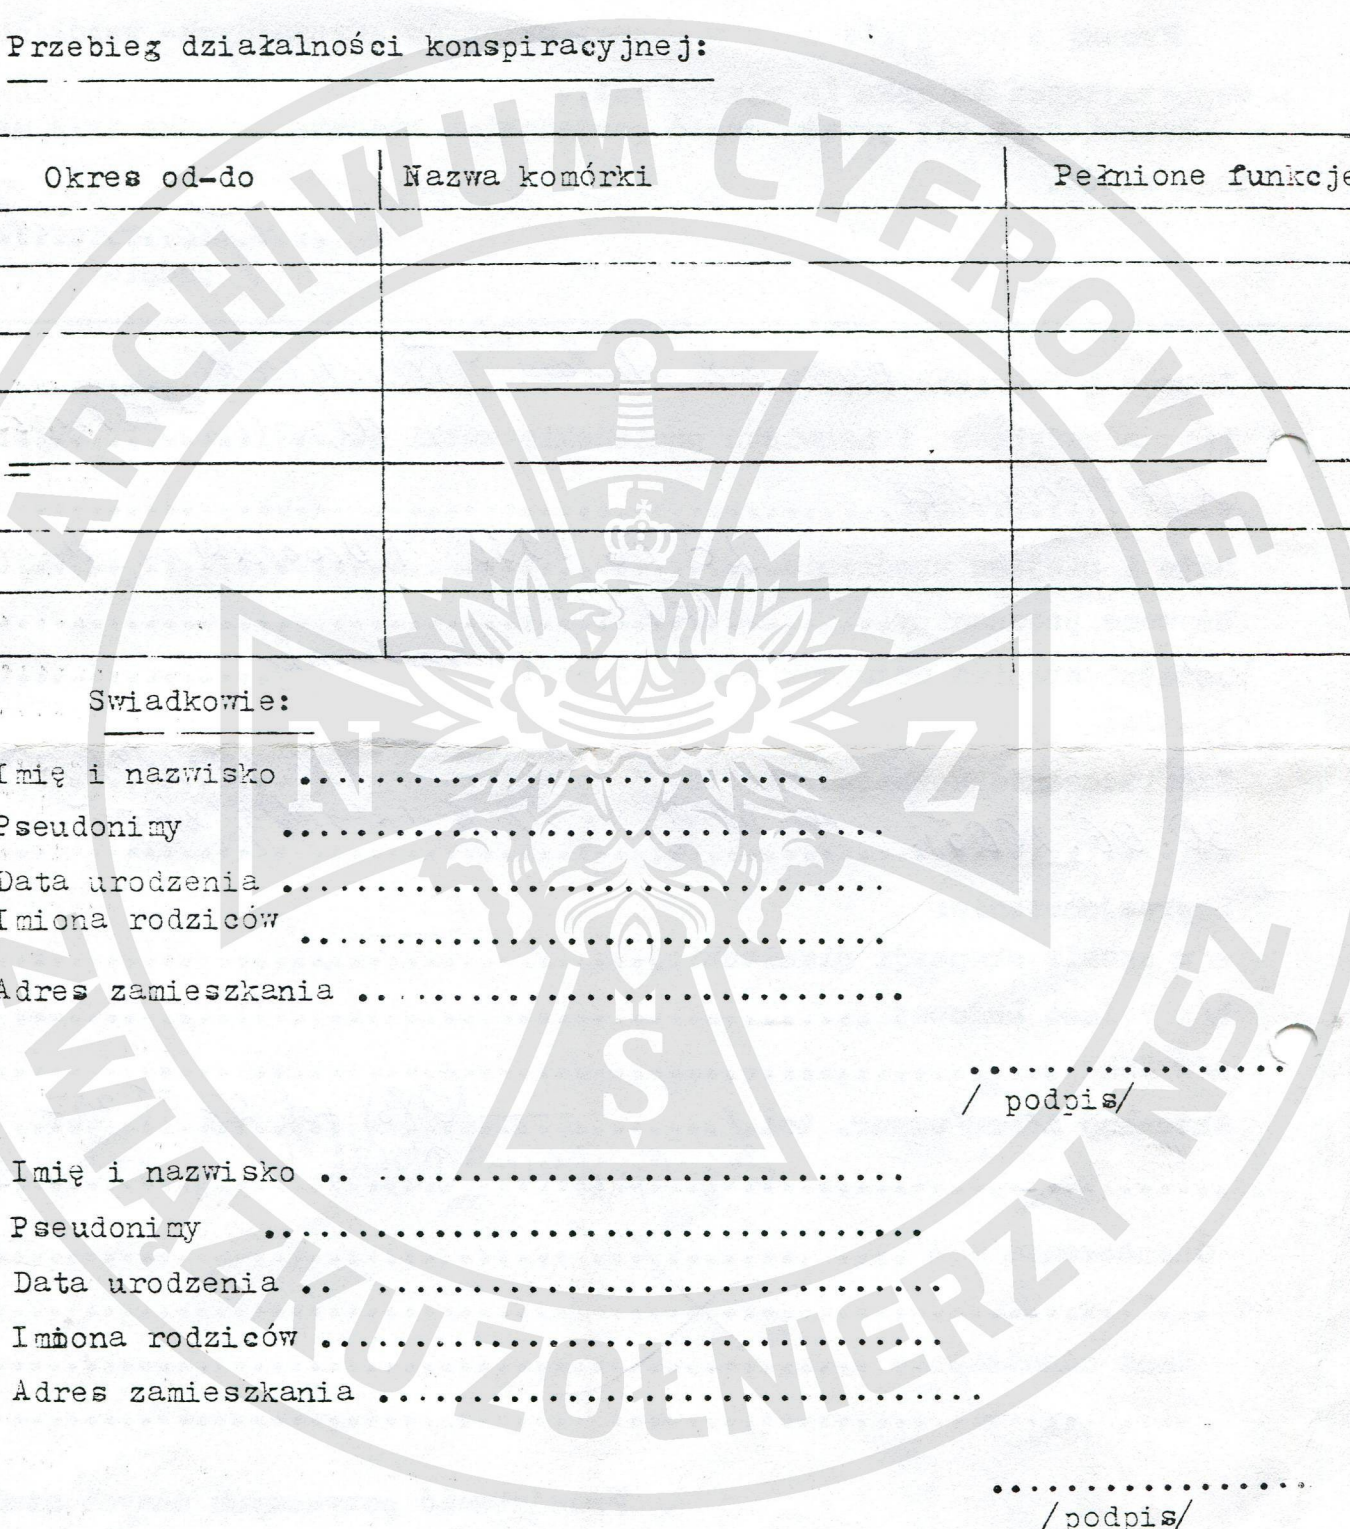 Przebieg działalności konspiracyjnej:
Okres od-do Nazwa komórki Pełnione funkcje
Swiadkowie:
Imię i nazwisko ..............................
Pseudonimy ..................................
Data urodzenia ..................................
Imiona rodziców ..................................
Adres zamieszkania ..............................
..................
/ podpis/
Imię i nazwisko .. ..............................
Pseudonimy ....................................
Data urodzenia .. ................................
Imiona rodziców ..................................
Adres zamieszkania ..................................
..................
/podpis/
ARCHIWUM CYFROWE
ZWIĄZKU ŻOŁNIERZY NSZ
N Z
S